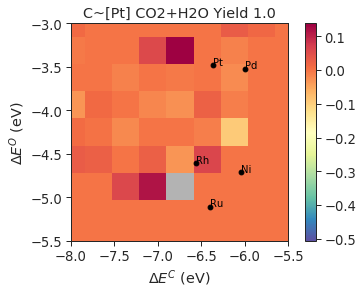 C~[Pt] CO2+H2O Yield 1.0
−3.0
−3.5
−4.0
−4.5
−5.0
−5.5
ΔE^O (eV)
Pt
Pd
Rh
Ni
Ru
−8.0 −7.5 −7.0 −6.5 −6.0 −5.5
ΔE^C (eV)
0.1
0.0
−0.1
−0.2
−0.3
−0.4
−0.5